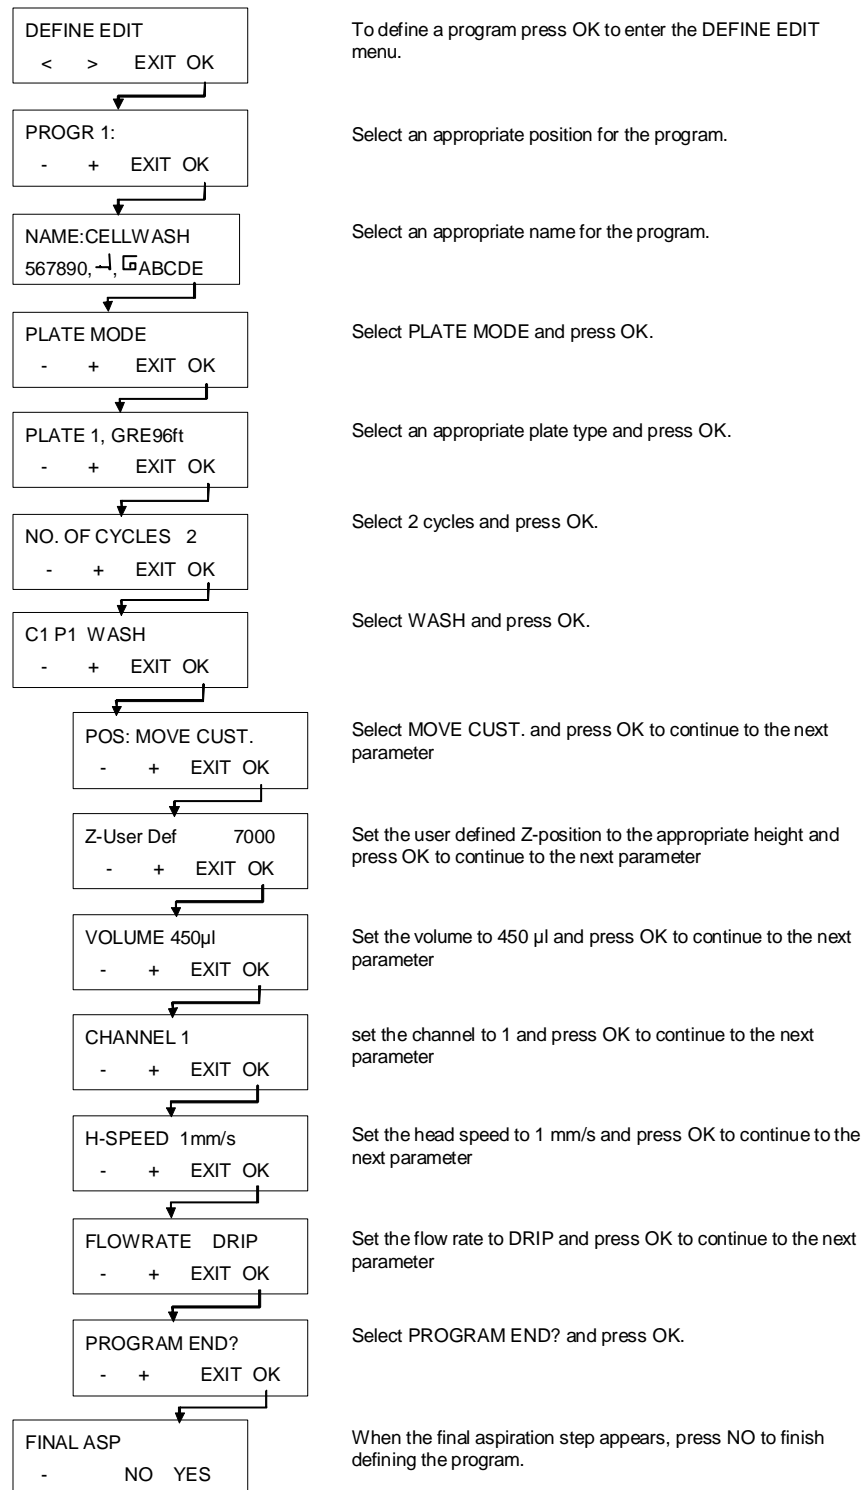 DEFINE EDIT
< > EXIT OK
To define a program press OK to enter the DEFINE EDIT
menu.
PROGR 1:
- + EXIT OK
Select an appropriate position for the program.
NAME:CELLWASH
567890, ABCDE
Select an appropriate name for the program.
PLATE MODE
- + EXIT OK
Select PLATE MODE and press OK.
PLATE 1, GRE96ft
- + EXIT OK
Select an appropriate plate type and press OK.
NO. OF CYCLES 2
- + EXIT OK
Select 2 cycles and press OK.
C1 P1 WASH
- + EXIT OK
Select WASH and press OK.
POS: MOVE CUST.
- + EXIT OK
Select MOVE CUST. and press OK to continue to the next
parameter
Z-User Def 7000
- + EXIT OK
Set the user defined Z-position to the appropriate height and
press OK to continue to the next parameter
VOLUME 450µl
- + EXIT OK
Set the volume to 450 µl and press OK to continue to the next
parameter
CHANNEL 1
- + EXIT OK
set the channel to 1 and press OK to continue to the next
parameter
H-SPEED 1mm/s
- + EXIT OK
Set the head speed to 1 mm/s and press OK to continue to the
next parameter
FLOWRATE DRIP
- + EXIT OK
Set the flow rate to DRIP and press OK to continue to the next
parameter
PROGRAM END?
- + EXIT OK
Select PROGRAM END? and press OK.
FINAL ASP
- NO YES
When the final aspiration step appears, press NO to finish
defining the program.